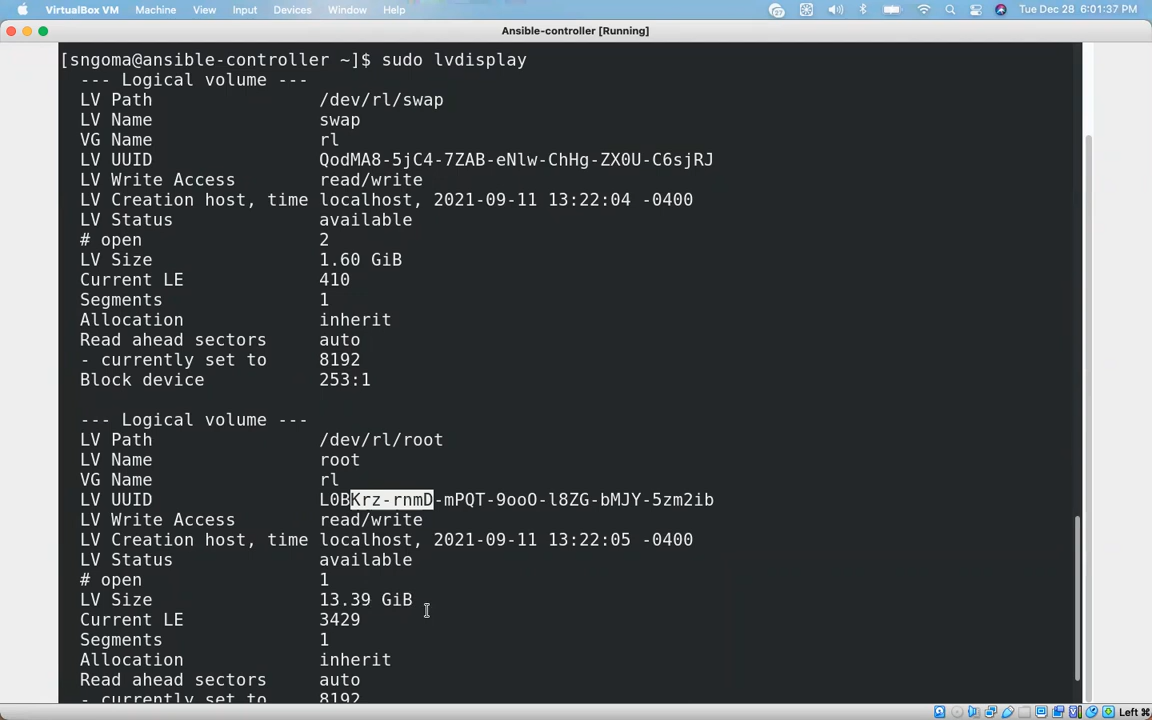 VirtualBox VM Machine View Input Devices Window Help Tue Dec 28 6:01:37 PM
Ansible-controller [Running]
[sngoma@ansible-controller ~]$ sudo lvdisplay
--- Logical volume ---
LV Path /dev/rl/swap
LV Name swap
VG Name rl
LV UUID QodMA8-5jC4-7ZAB-eNlw-ChHg-ZX0U-C6sjRJ
LV Write Access read/write
LV Creation host, time localhost, 2021-09-11 13:22:04 -0400
LV Status available
# open 2
LV Size 1.60 GiB
Current LE 410
Segments 1
Allocation inherit
Read ahead sectors auto
- currently set to 8192
Block device 253:1
--- Logical volume ---
LV Path /dev/rl/root
LV Name root
VG Name rl
LV UUID L0BKrz-rnmD-mPQT-9ooO-l8ZG-bMJY-5zm2ib
LV Write Access read/write
LV Creation host, time localhost, 2021-09-11 13:22:05 -0400
LV Status available
# open 1
LV Size 13.39 GiB
Current LE 3429
Segments 1
Allocation inherit
Read ahead sectors auto
- currently set to 8192
Left ⌘